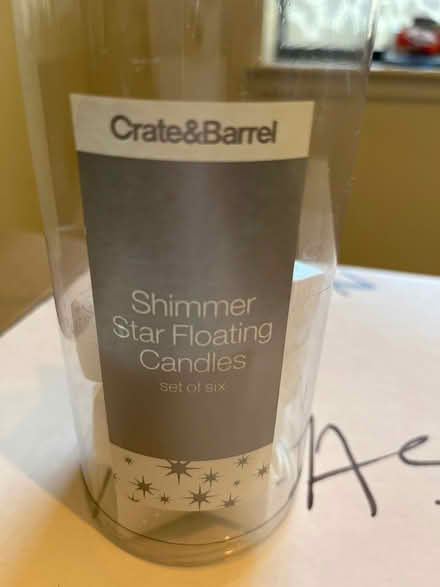 Crate&Barrel
Shimmer
Star Floating
Candles
set of six